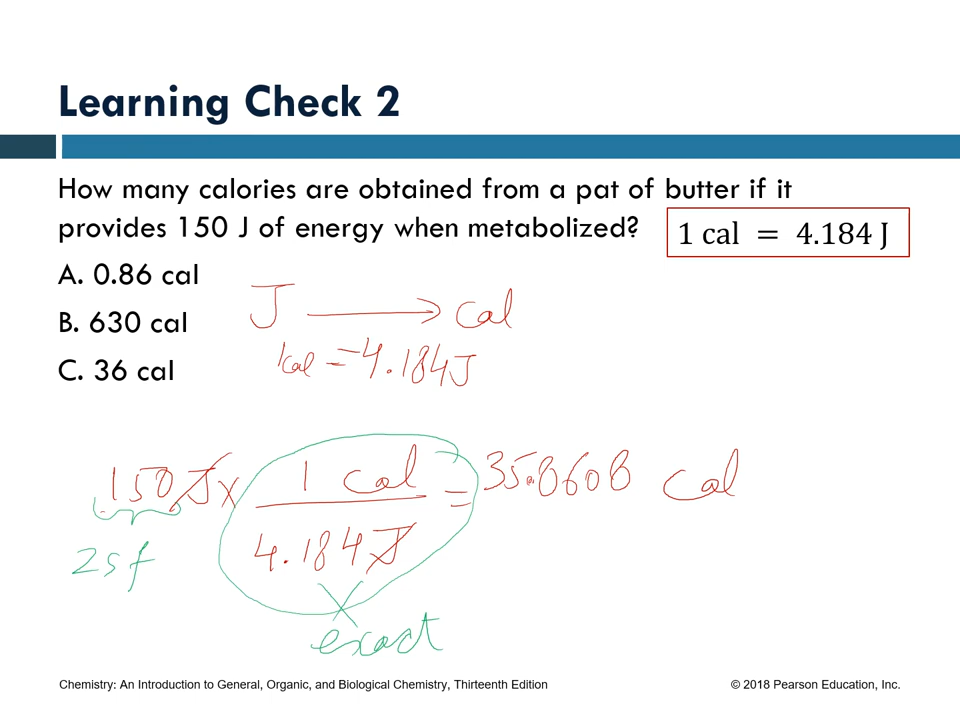 Learning Check 2
How many calories are obtained from a pat of butter if it
provides 150 J of energy when metabolized?
1 cal = 4.184 J
A. 0.86 cal
B. 630 cal
C. 36 cal
J → cal
1cal = 4.184J
150 J x 1 cal / 4.184 J = 35.8608 cal
2sf
exact
Chemistry: An Introduction to General, Organic, and Biological Chemistry, Thirteenth Edition
© 2018 Pearson Education, Inc.